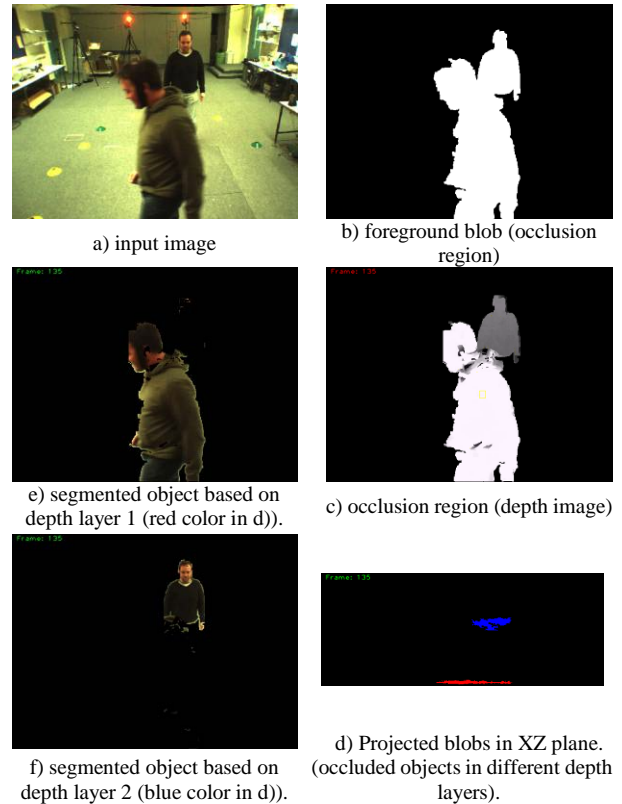 a) input image
b) foreground blob (occlusion
region)
Frame: 135
Frame: 135
e) segmented object based on
depth layer 1 (red color in d)).
c) occlusion region (depth image)
Frame: 135
Frame: 135
f) segmented object based on
depth layer 2 (blue color in d)).
d) Projected blobs in XZ plane.
(occluded objects in different depth
layers).